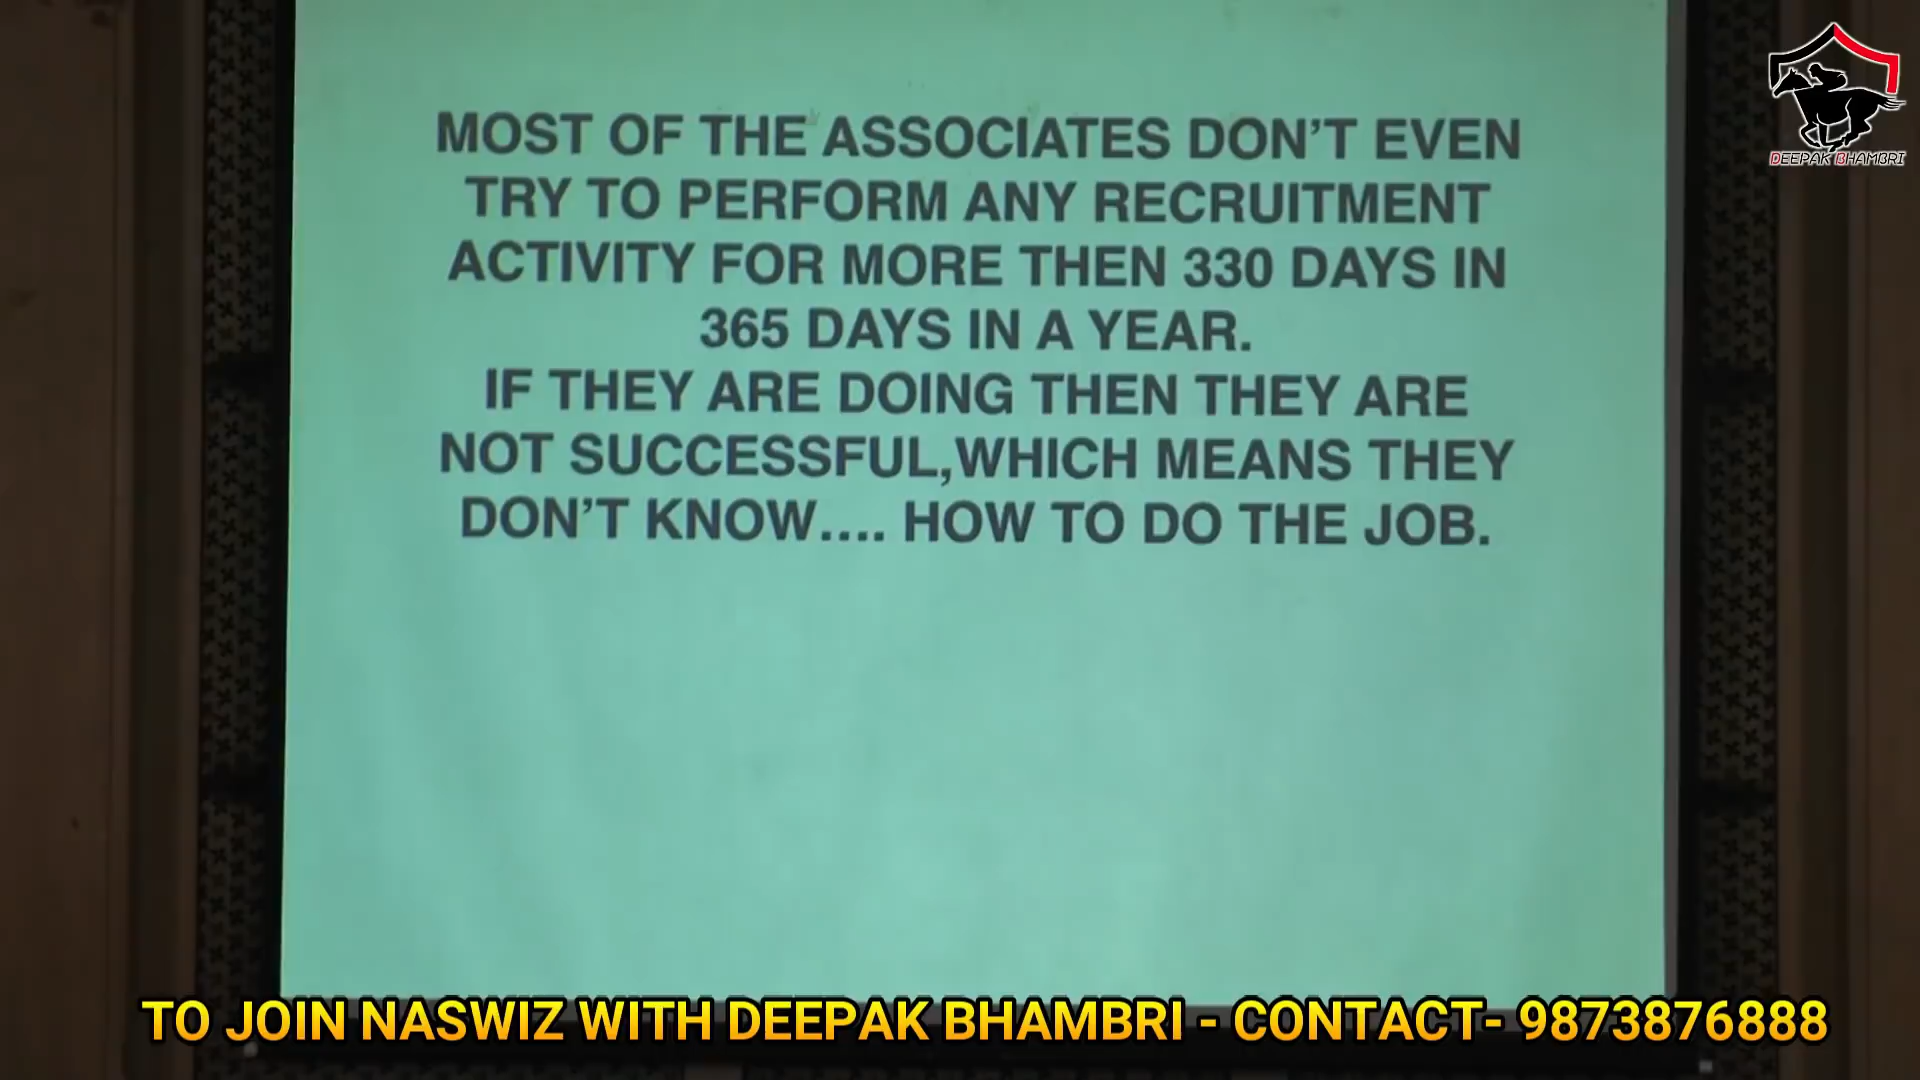 MOST OF THE ASSOCIATES DON'T EVEN
TRY TO PERFORM ANY RECRUITMENT
ACTIVITY FOR MORE THEN 330 DAYS IN
365 DAYS IN A YEAR.
IF THEY ARE DOING THEN THEY ARE
NOT SUCCESSFUL,WHICH MEANS THEY
DON'T KNOW.... HOW TO DO THE JOB.
DEEPAK BHAMBRI
TO JOIN NASWIZ WITH DEEPAK BHAMBRI - CONTACT- 9873876888